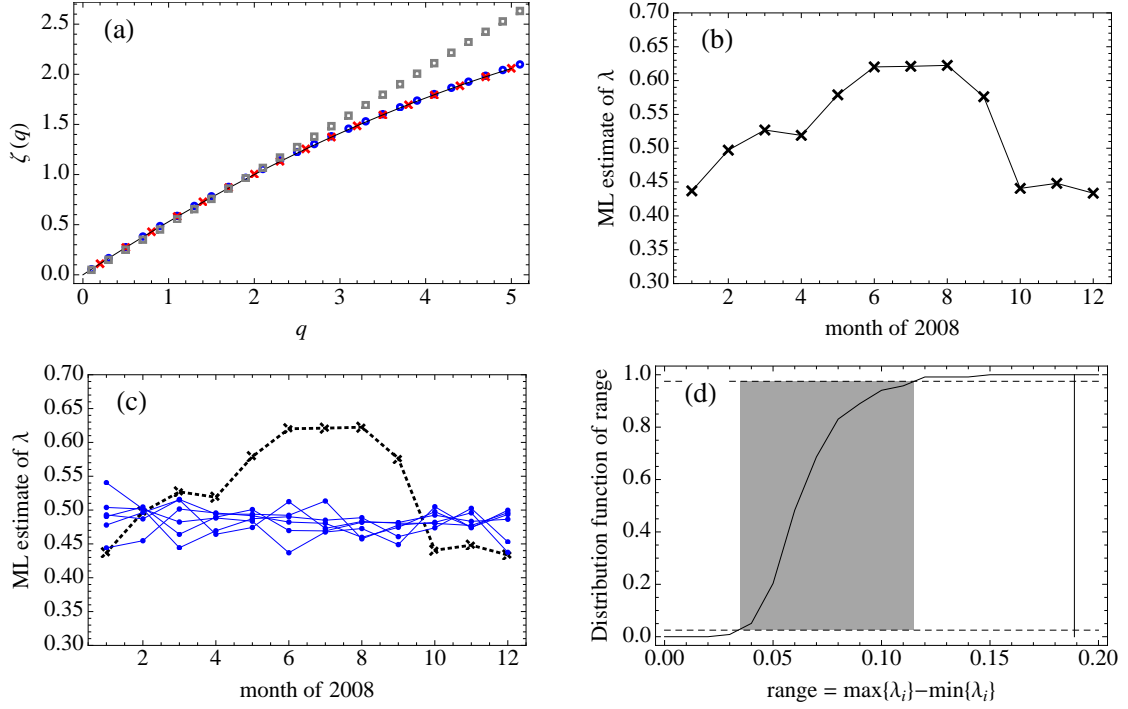 (a)
ζ(q)
2.5
2.0
1.5
1.0
0.5
0.0
0 1 2 3 4 5
q
(b)
ML estimate of λ
0.70
0.65
0.60
0.55
0.50
0.45
0.40
0.35
0.30
2 4 6 8 10 12
month of 2008
(c)
ML estimate of λ
0.70
0.65
0.60
0.55
0.50
0.45
0.40
0.35
0.30
2 4 6 8 10 12
month of 2008
(d)
Distribution function of range
1.0
0.8
0.6
0.4
0.2
0.0
0.00 0.05 0.10 0.15 0.20
range = max{λi}−min{λi}